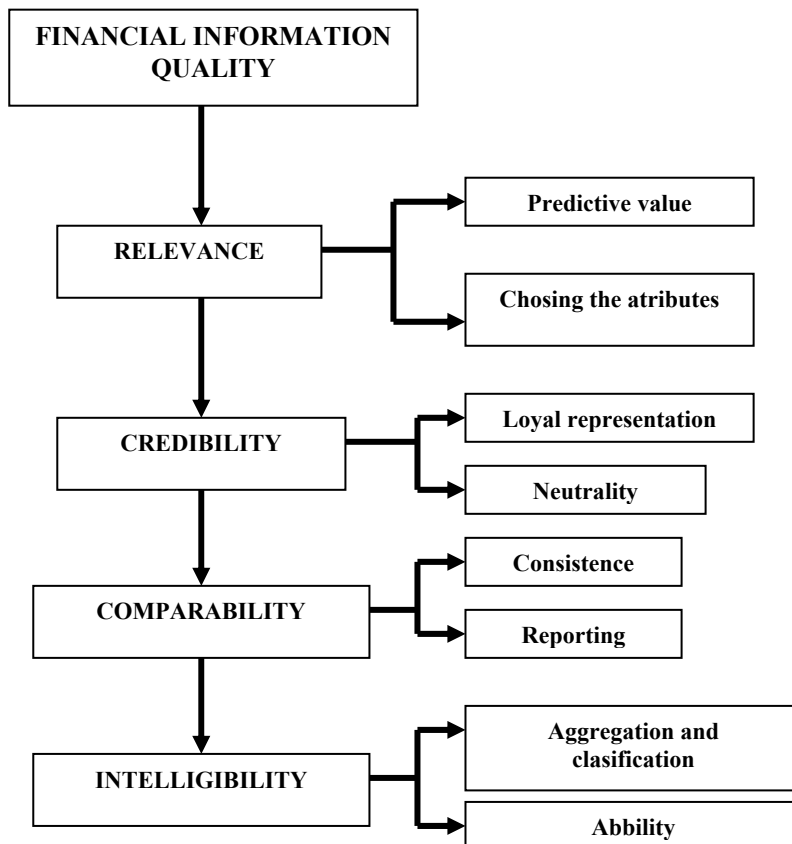 FINANCIAL INFORMATION
QUALITY
Predictive value
RELEVANCE
Chosing the atributes
Loyal representation
CREDIBILITY
Neutrality
Consistence
COMPARABILITY
Reporting
Aggregation and
clasification
INTELLIGIBILITY
Abbility